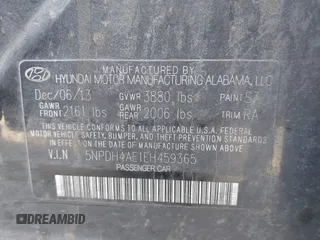 MANUFACTURED BY
HYUNDAI MOTOR MANUFACTURING ALABAMA, LLC
Dec/06/13 GVWR 3880 lbs PAINT S7
GAWR FRONT 2161 lbs GAWR REAR 2006 lbs TRIM RA
THIS VEHICLE CONFORMS TO ALL APPLICABLE U.S. FEDERAL MOTOR VEHICLE
SAFETY, BUMPER, AND THEFT PREVENTION STANDARDS IN EFFECT ON
THE DATE OF MANUFACTURE SHOWN ABOVE.
V.I.N 5NPDH4AE1EH459365
PASSENGER CAR
AUTOBIDCAR